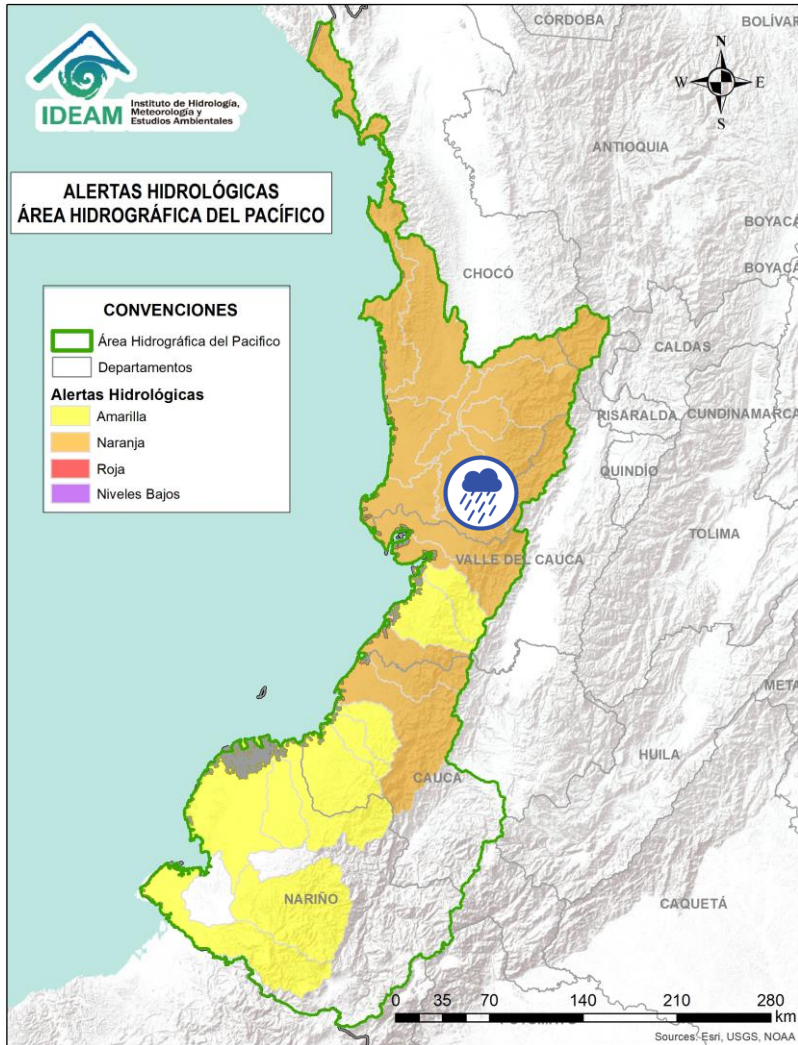 CÓRDOBA
BOLÍVAR
N
W
E
S
IDEAM
Instituto de Hidrología,
Meteorología y
Estudios Ambientales
ANTIOQUIA
ALERTAS HIDROLÓGICAS
ÁREA HIDROGRÁFICA DEL PACÍFICO
BOYACÁ
BOYACÁ
CHOCÓ
CONVENCIONES
Área Hidrográfica del Pacifico
Departamentos
Alertas Hidrológicas
Amarilla
Naranja
Roja
Niveles Bajos
CALDAS
RISARALDA
CUNDINAMARCA
QUINDÍO
TOLIMA
VALLE DEL CAUCA
META
HUILA
CAUCA
NARIÑO
CAQUETÁ
0 35 70 140 210 280
km
Sources: Esri, USGS, NOAA